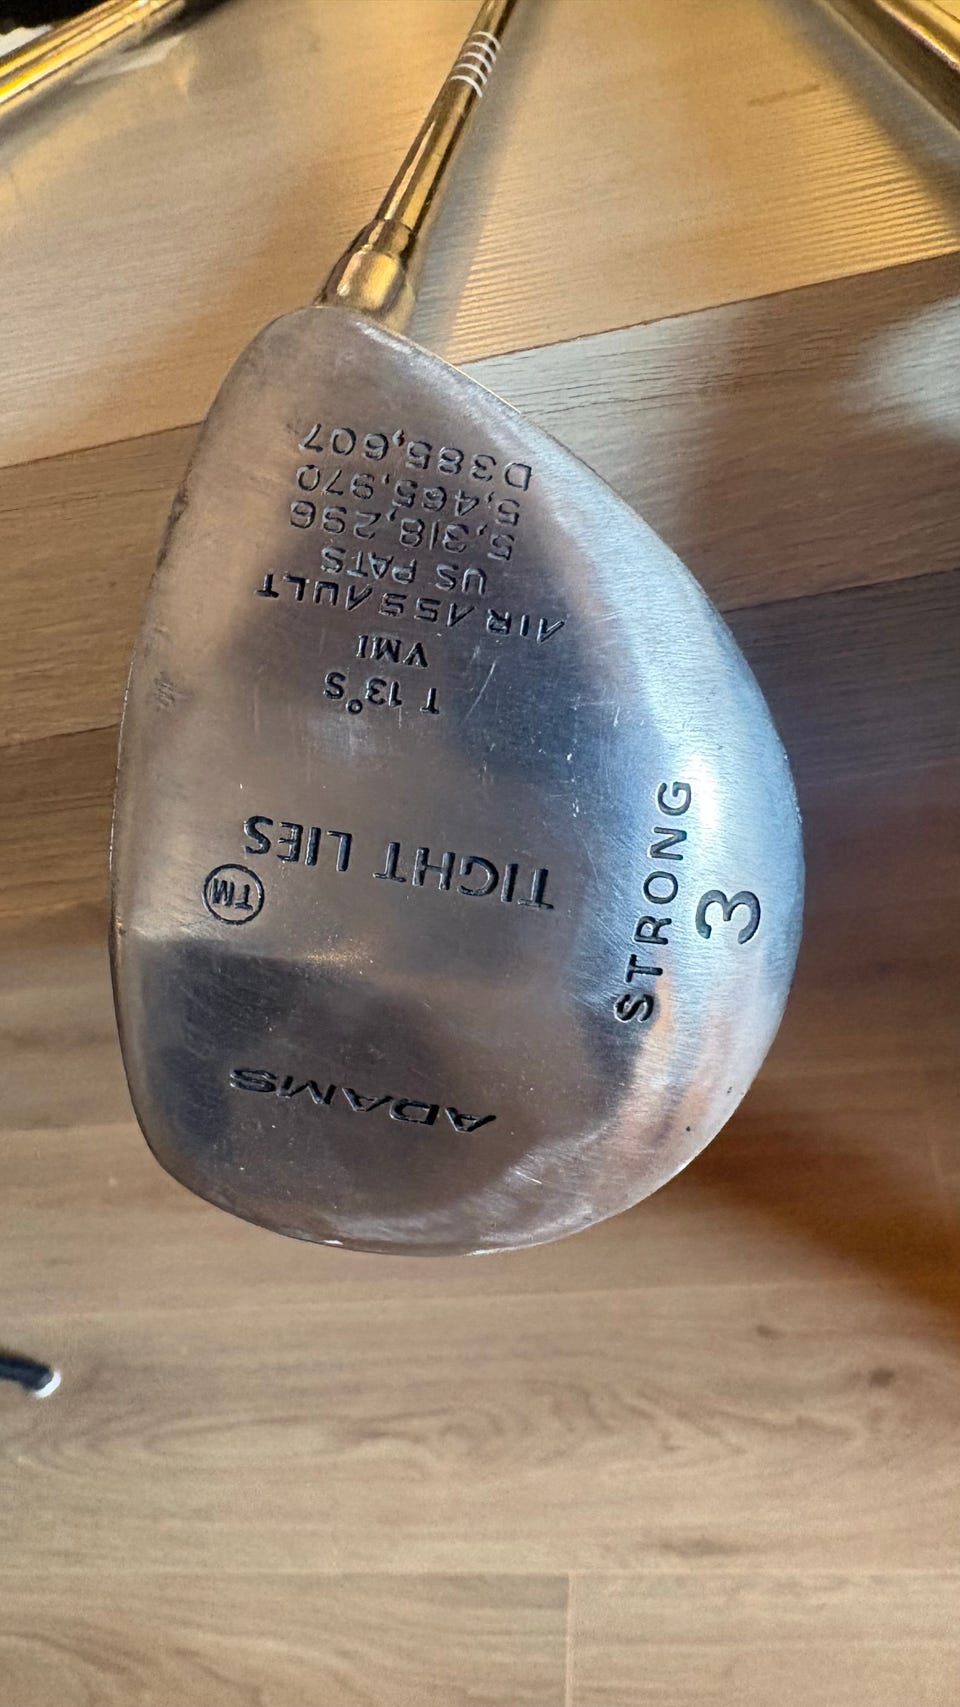 ADAMS
TIGHT LIES
TM
T 13°S
VMI
AIR ASSAULT
US PATS
5,318,296
5,465,970
D385,607
STRONG
3